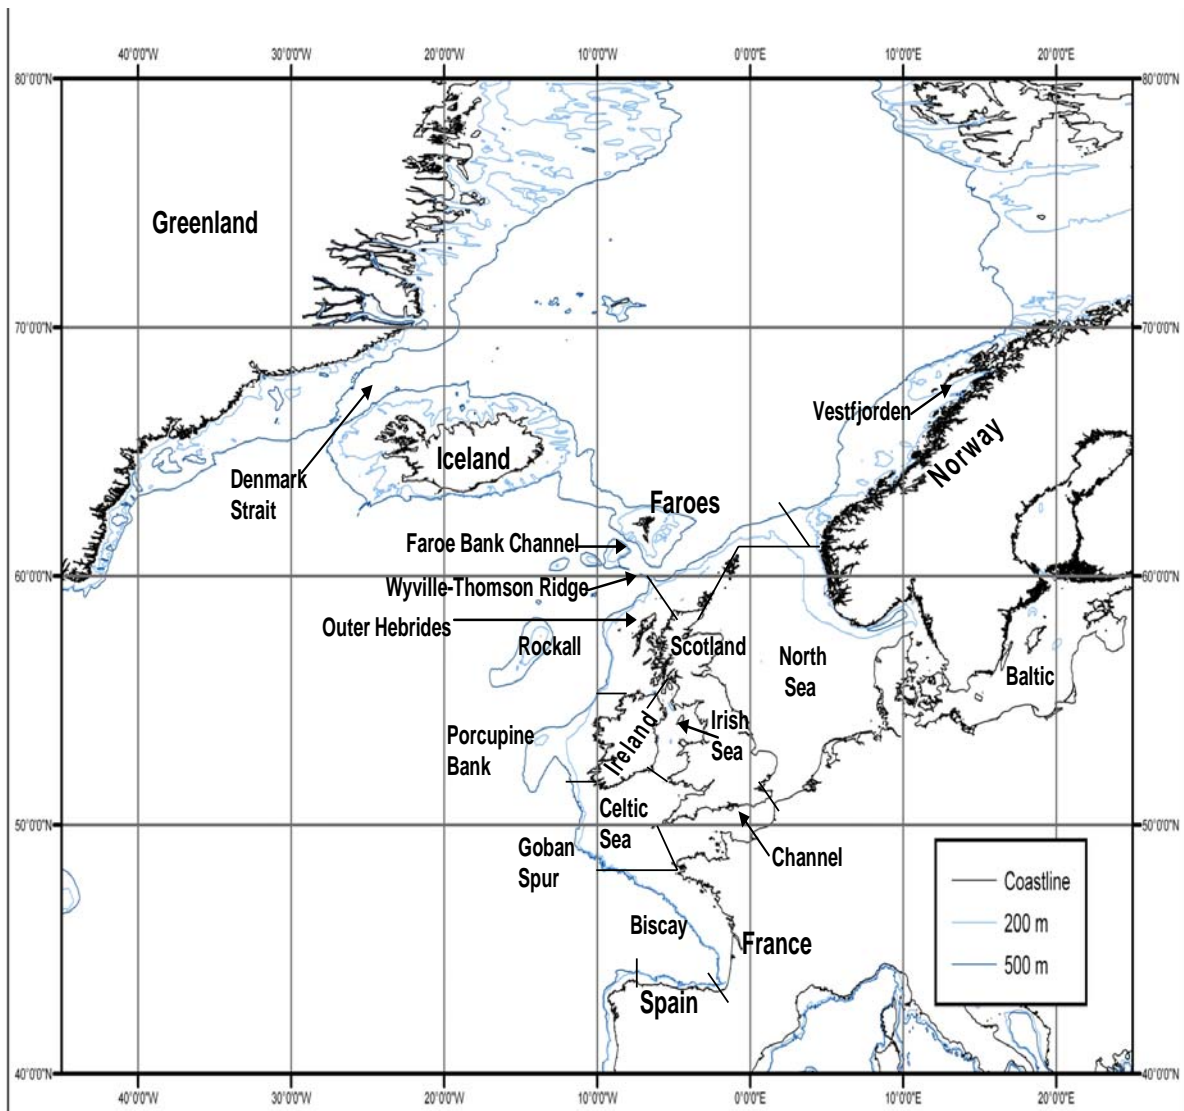 40°0'0"W 30°0'0"W 20°0'0"W 10°0'0"W 0°0'0"E 10°0'0"E 20°0'0"E
80°0'0"N 80°0'0"N
Greenland
70°0'0"N 70°0'0"N
Vestfjorden
Norway
Iceland
Denmark
Strait
Faroes
Faroe Bank Channel
60°0'0"N 60°0'0"N
Wyville-Thomson Ridge
Outer Hebrides
Rockall
Scotland
North
Sea
Baltic
Porcupine
Bank
Ireland
Irish
Sea
Celtic
Sea
50°0'0"N 50°0'0"N
Goban
Spur
Channel
Biscay
France
Spain
Coastline
200 m
500 m
40°0'0"N 40°0'0"N
40°0'0"W 30°0'0"W 20°0'0"W 10°0'0"W 0°0'0"E 10°0'0"E 20°0'0"E